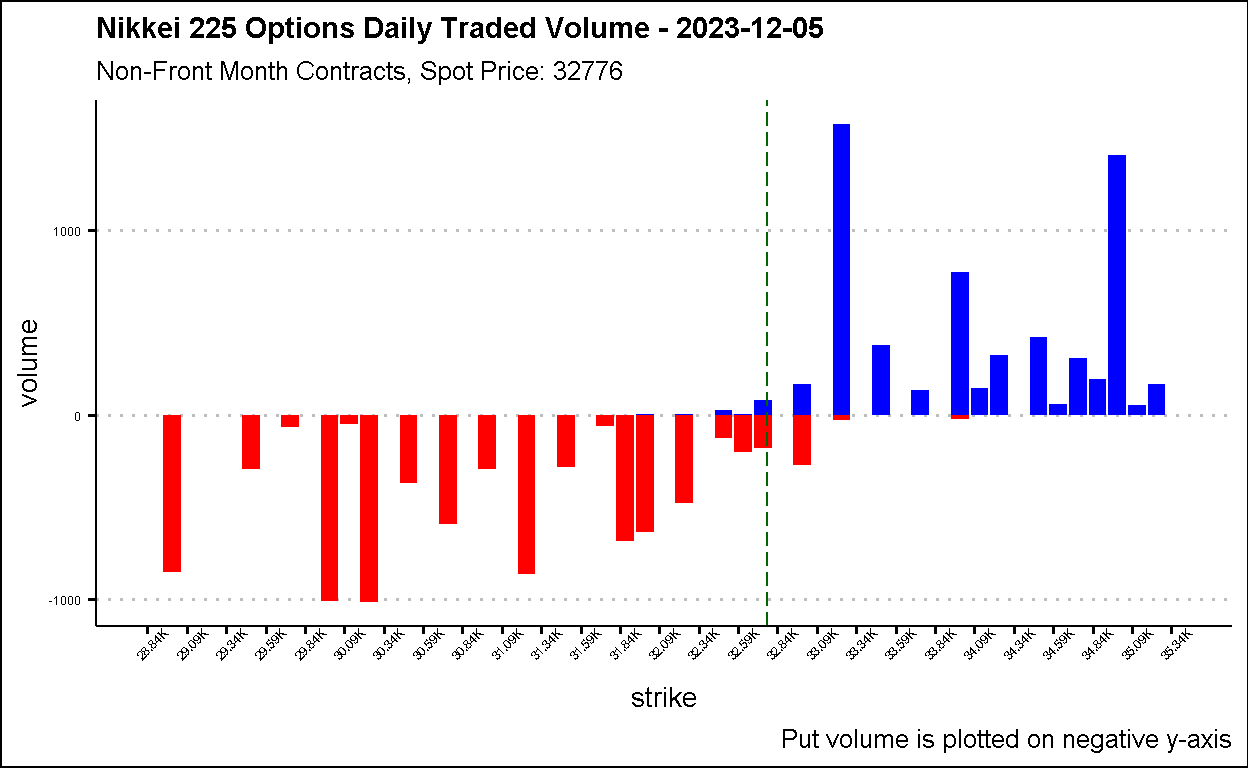 Nikkei 225 Options Daily Traded Volume - 2023-12-05
Non-Front Month Contracts, Spot Price: 32776
volume
1000
0
-1000
28.84K 29.09K 29.34K 29.59K 29.84K 30.09K 30.34K 30.59K 30.84K 31.09K 31.34K 31.59K 31.84K 32.09K 32.34K 32.59K 32.84K 33.09K 33.34K 33.59K 33.84K 34.09K 34.34K 34.59K 34.84K 35.09K 35.34K
strike
Put volume is plotted on negative y-axis